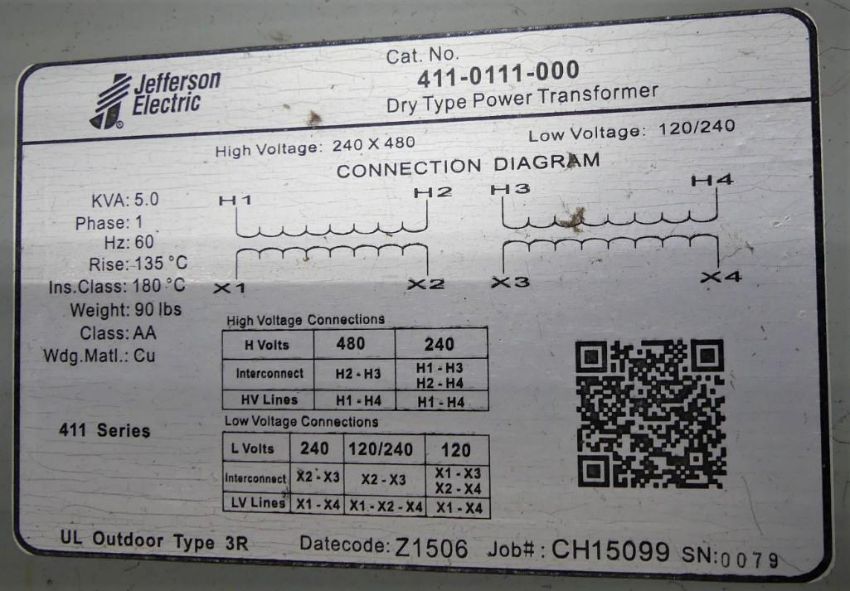 Jefferson
Electric
®
Cat. No.
411-0111-000
Dry Type Power Transformer
High Voltage: 240 X 480
Low Voltage: 120/240
CONNECTION DIAGRAM
KVA: 5.0
Phase: 1
Hz: 60
Rise: 135 °C
Ins.Class: 180 °C
Weight: 90 lbs
Class: AA
Wdg.Matl.: Cu
411 Series
H1 H2 H3 H4
X1 X2 X3 X4
High Voltage Connections
H Volts 480 240
Interconnect H2 - H3 H1 - H3
H2 - H4
HV Lines H1 - H4 H1 - H4
Low Voltage Connections
L Volts 240 120/240 120
Interconnect X2 - X3 X2 - X3 X1 - X3
X2 - X4
LV Lines X1 - X4 X1 - X2 - X4 X1 - X4
UL Outdoor Type 3R Datecode: Z1506 Job# : CH15099 SN:0079